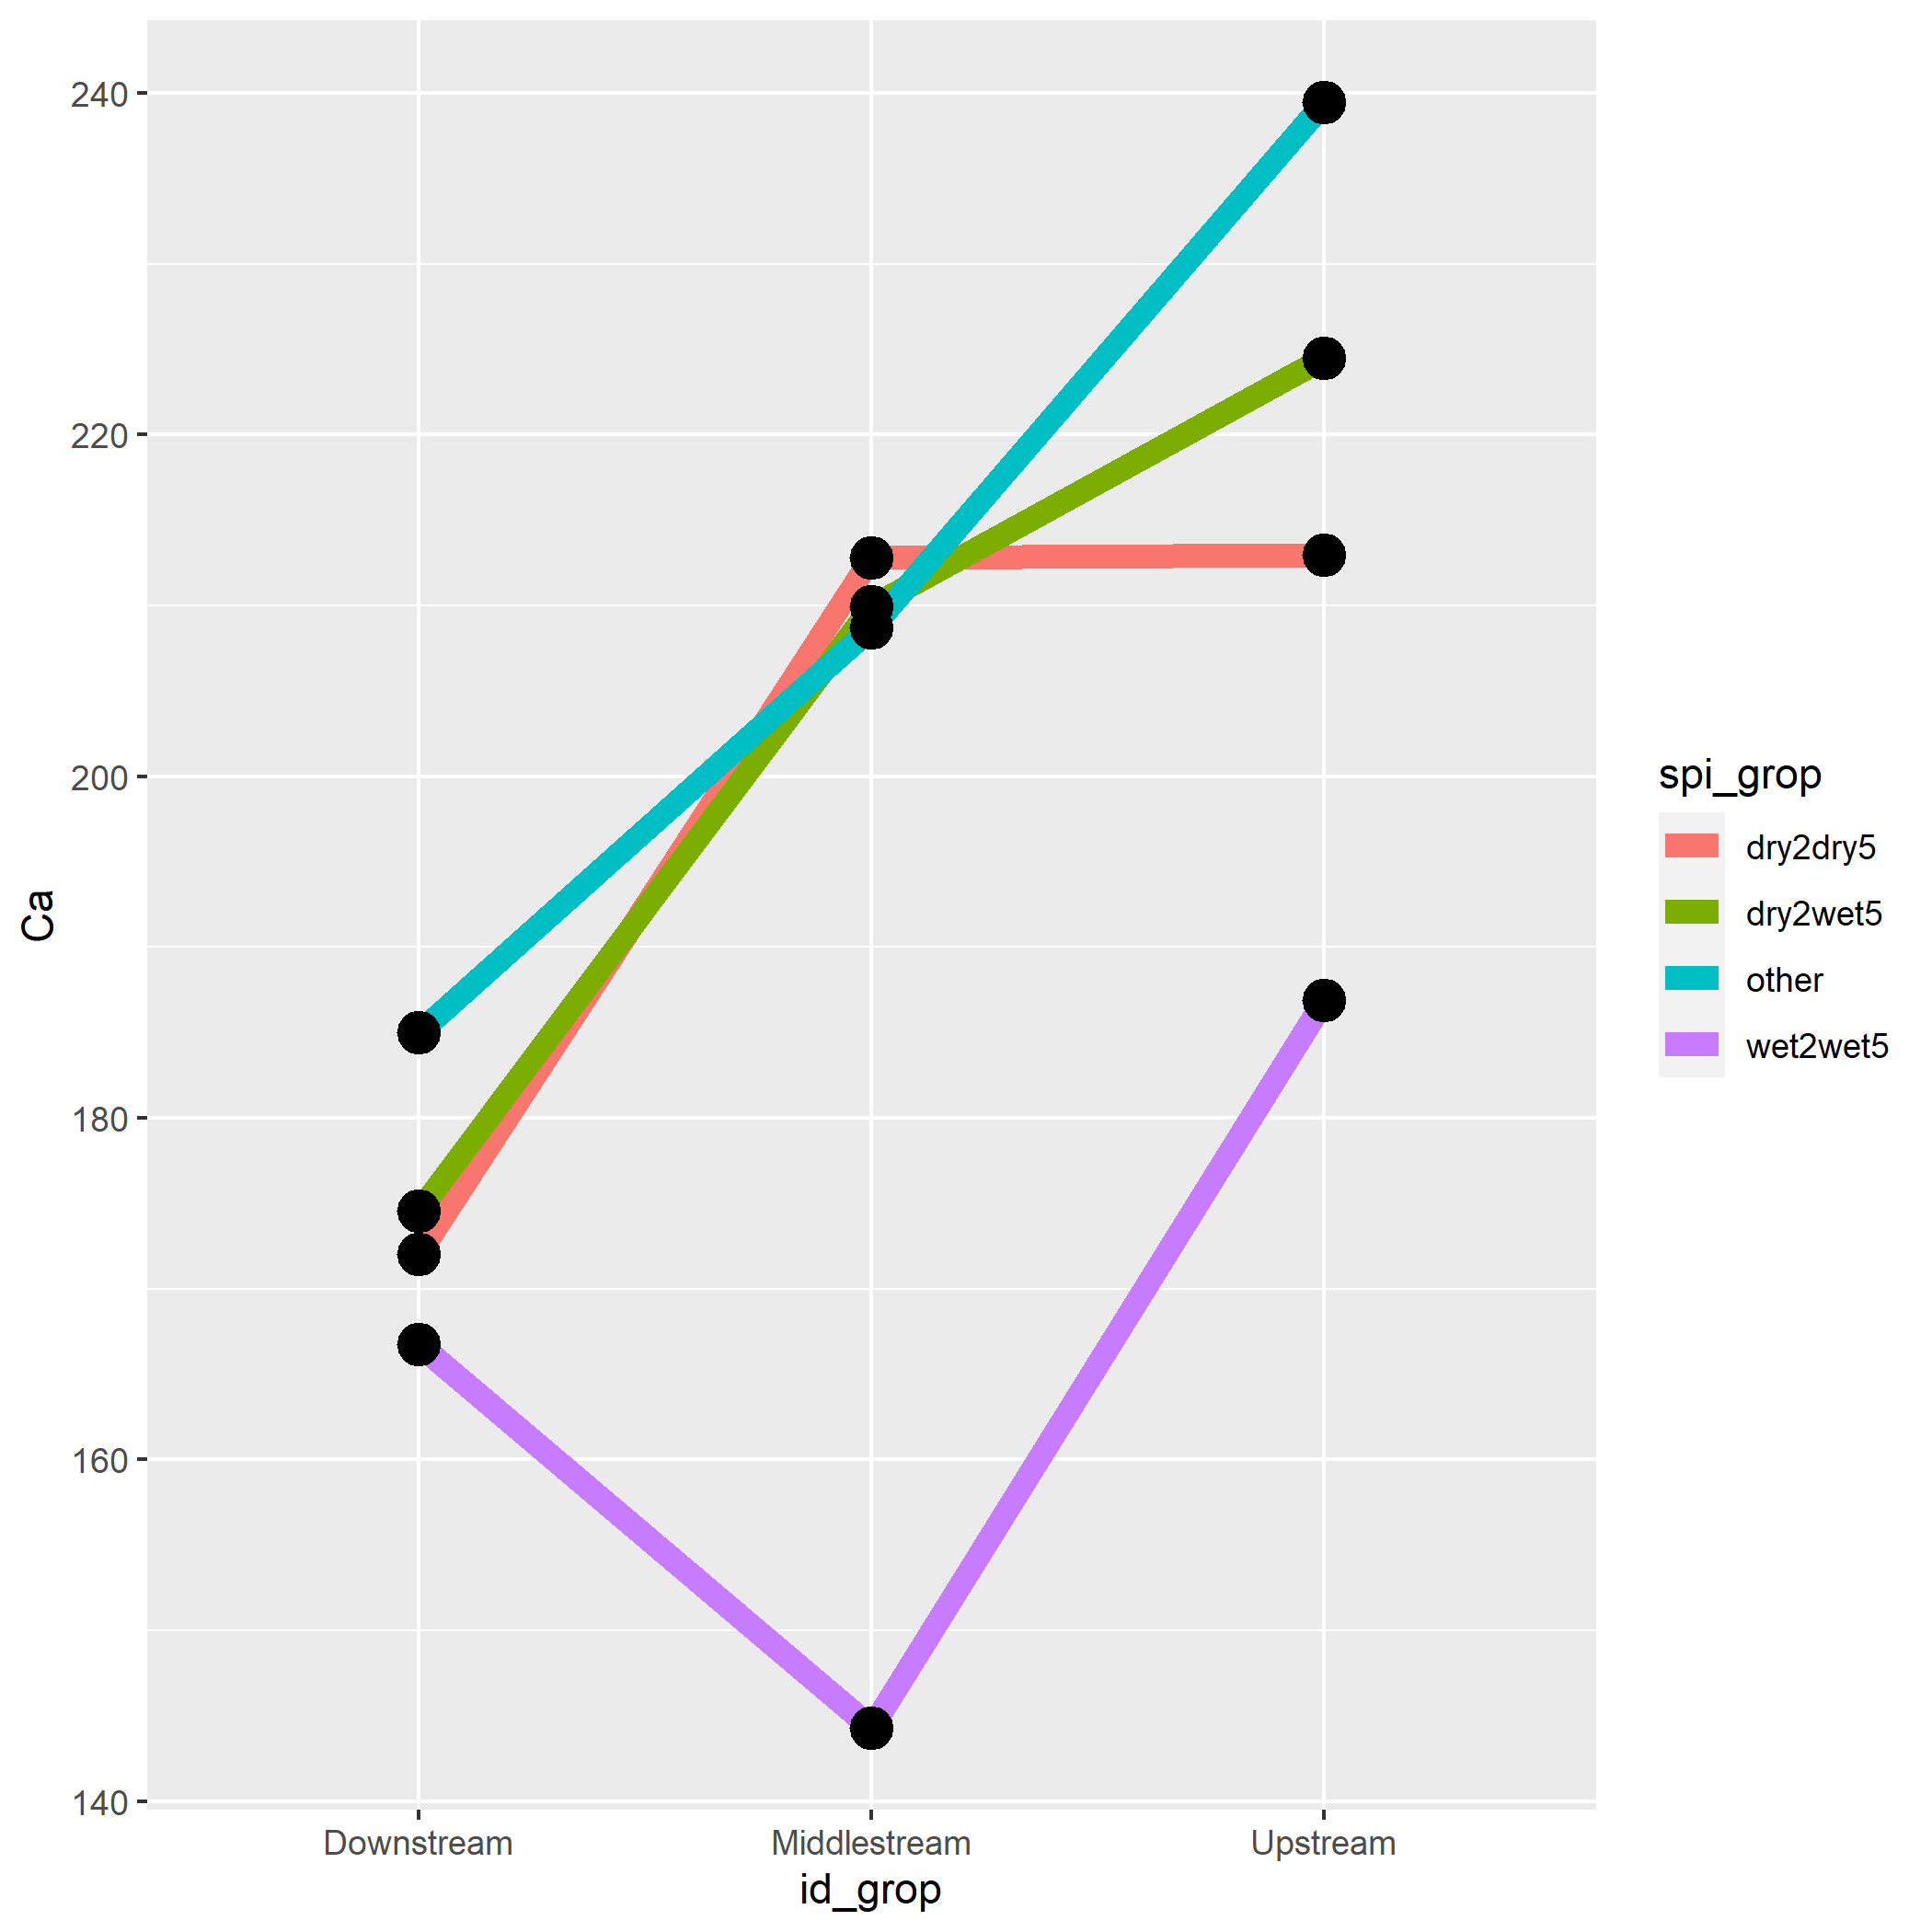 240
220
200
180
160
140
Ca
Downstream
Middlestream
Upstream
id_grop
spi_grop
dry2dry5
dry2wet5
other
wet2wet5